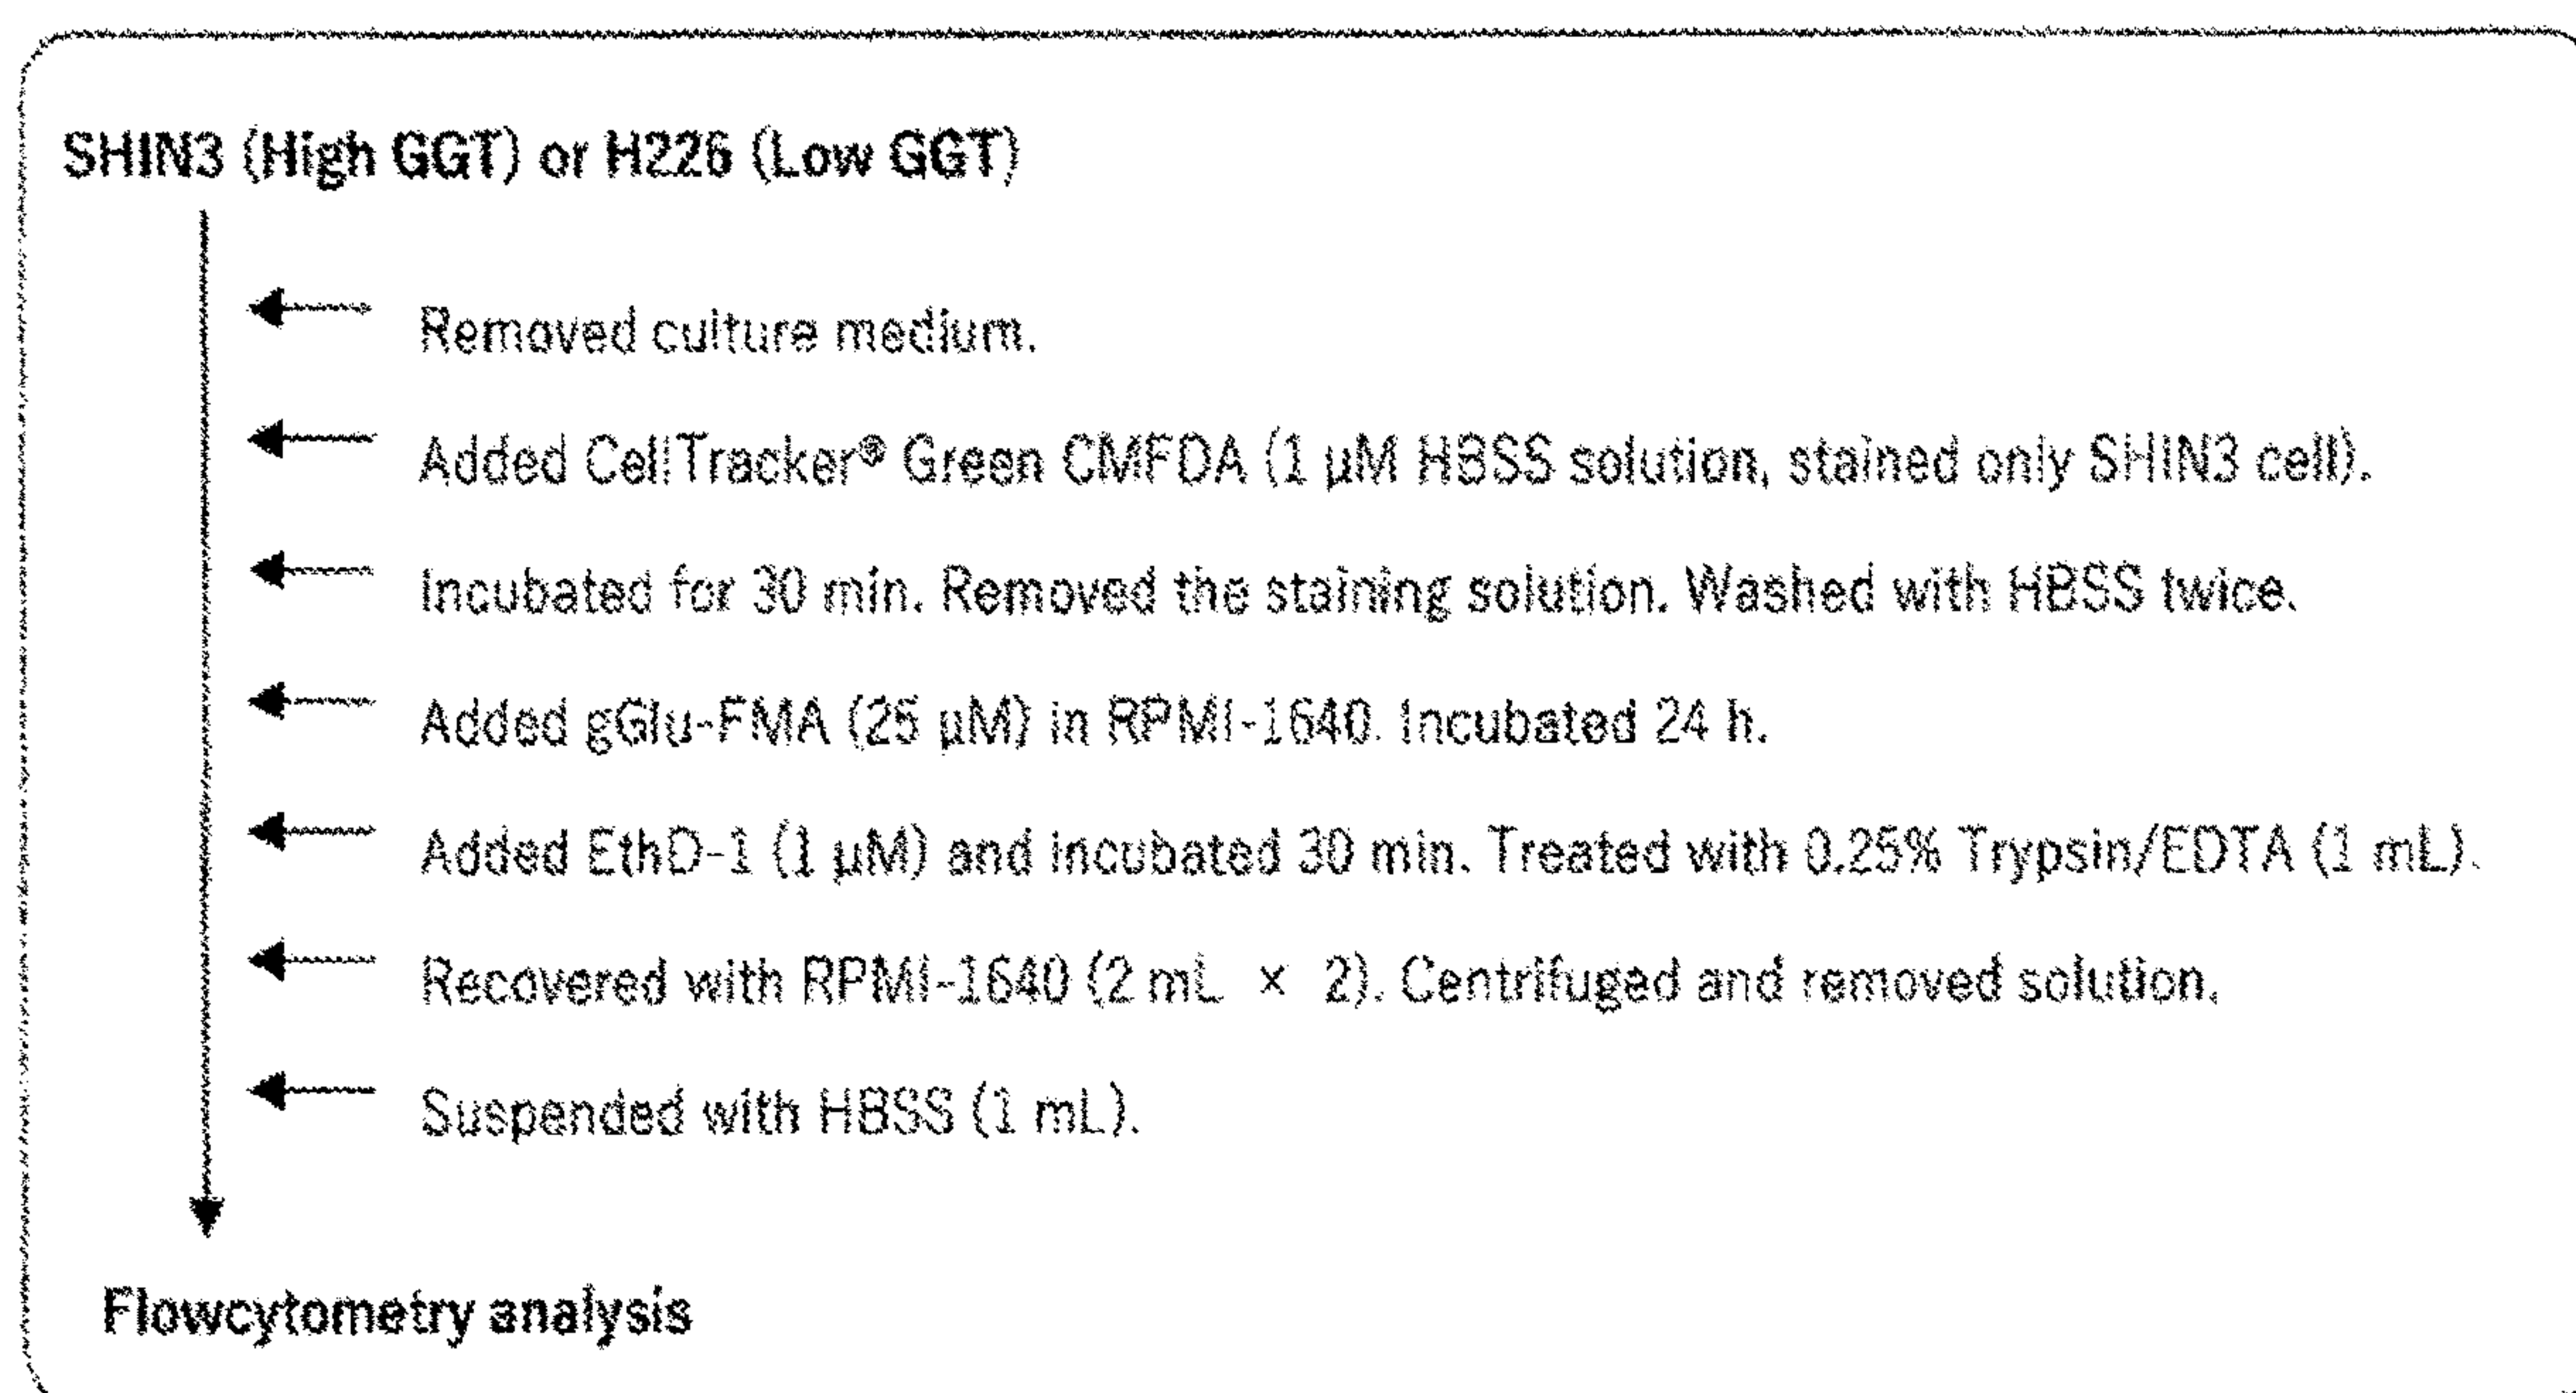 SHIN3 (High GGT) or H226 (Low GGT)
Removed culture medium.
Added CellTracker® Green CMFDA (1 µM HBSS solution, stained only SHIN3 cell).
Incubated for 30 min. Removed the staining solution. Washed with HBSS twice.
Added gGlu-FMA (25 µM) in RPMI-1640. Incubated 24 h.
Added EthD-1 (1 µM) and incubated 30 min. Treated with 0.25% Trypsin/EDTA (1 mL).
Recovered with RPMI-1640 (2 mL × 2). Centrifuged and removed solution.
Suspended with HBSS (1 mL).
Flowcytometry analysis